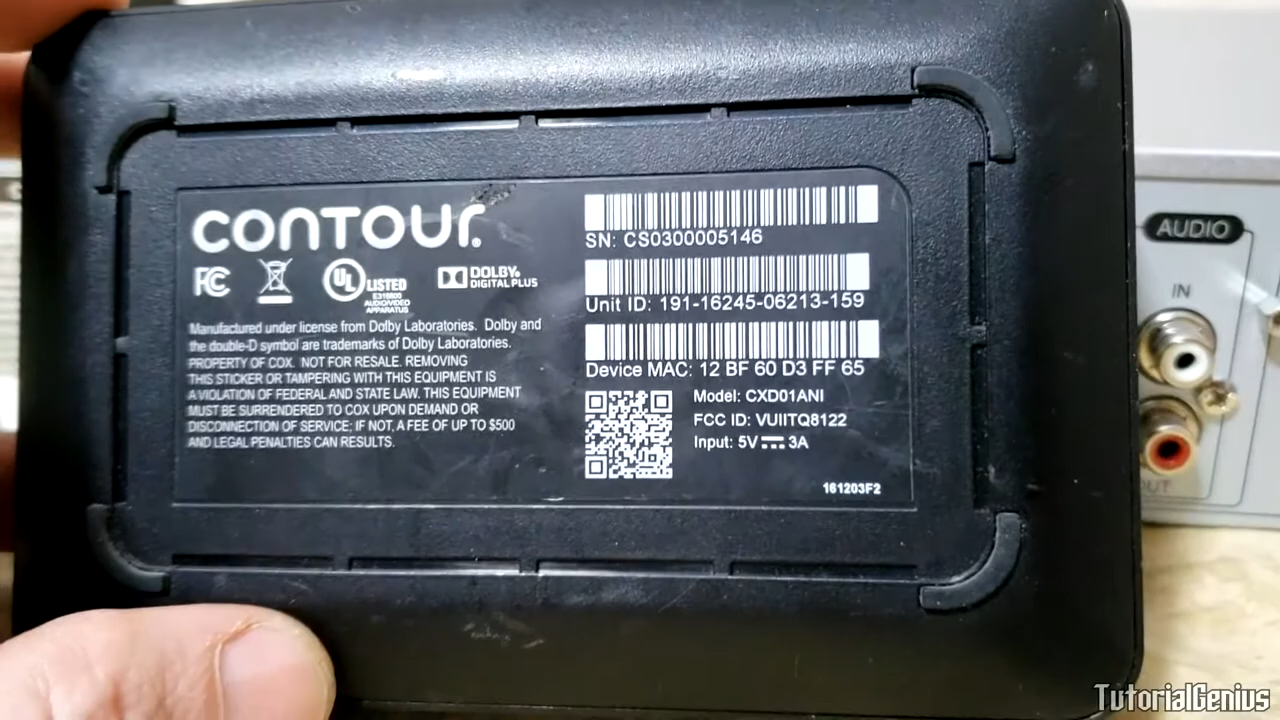 contour.
FC
UL LISTED
E318600
AUDIO/VIDEO
APPARATUS
DOLBY
DIGITAL PLUS
Manufactured under license from Dolby Laboratories. Dolby and
the double-D symbol are trademarks of Dolby Laboratories.
PROPERTY OF COX. NOT FOR RESALE. REMOVING
THIS STICKER OR TAMPERING WITH THIS EQUIPMENT IS
A VIOLATION OF FEDERAL AND STATE LAW. THIS EQUIPMENT
MUST BE SURRENDERED TO COX UPON DEMAND OR
DISCONNECTION OF SERVICE; IF NOT, A FEE OF UP TO $500
AND LEGAL PENALTIES CAN RESULTS.
SN: CS0300005146
Unit ID: 191-16245-06213-159
Device MAC: 12 BF 60 D3 FF 65
Model: CXD01ANI
FCC ID: VUIITQ8122
Input: 5V 3A
161203F2
AUDIO
IN
OUT
TutorialGenius